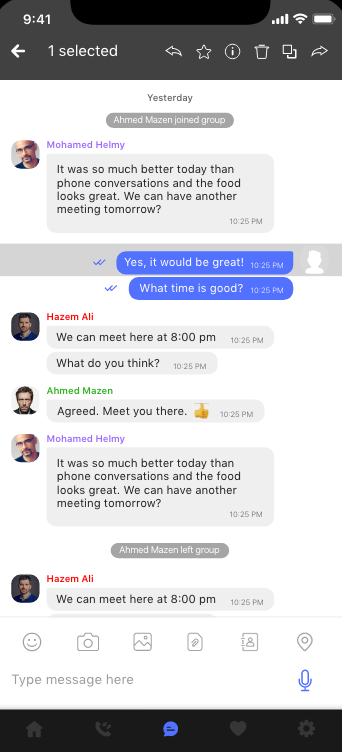 9:41
1 selected
Yesterday
Ahmed Mazen joined group
Mohamed Helmy
It was so much better today than
phone conversations and the food
looks great. We can have another
meeting tomorrow?
10:25 PM
Yes, it would be great! 10:25 PM
What time is good? 10:25 PM
Hazem Ali
We can meet here at 8:00 pm 10:25 PM
What do you think? 10:25 PM
Ahmed Mazen
Agreed. Meet you there. 👍 10:25 PM
Mohamed Helmy
It was so much better today than
phone conversations and the food
looks great. We can have another
meeting tomorrow?
10:25 PM
Ahmed Mazen left group
Hazem Ali
We can meet here at 8:00 pm 10:25 PM
Type message here